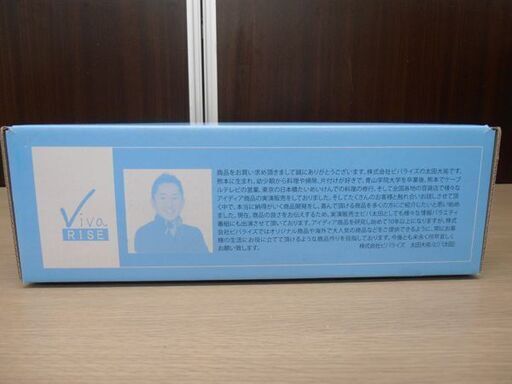 Viva
RISE
商品をお買い求め頂きまして誠にありがとうございます。株式会社ビバライズの太田大祐です。
熊本に生まれ、幼少期から料理や掃除、片付けが好きで、青山学院大学を卒業後、熊本でケーブ
ルテレビの営業、東京の日本橋たいめいけんでの料理の修行、そして全国各地の百貨店で様々な
アイディア商品の実演販売をしておりました。そしてたくさんのお客様と触れ合いお話しさせて頂
く中で、本当に納得がいく商品開発をし、喜んで頂ける商品を多くの方にご紹介したいと思い始め
ました。現在、商品の良さをお伝えするため、実演販売士ビバ太田としても様々な情報バラエティ
番組にも出演させて頂いております。アイディア商品を研究し始めて10年以上になりますが、株式
会社ビバライズではオリジナル商品や海外で大人気の商品などをご提供できるように、常にお客
様の生活にお役に立てて頂けるような商品作りを目指しております。今後とも末永く何卒宜しく
お願い致します。
株式会社ビバライズ 太田大祐(ビバ太田)